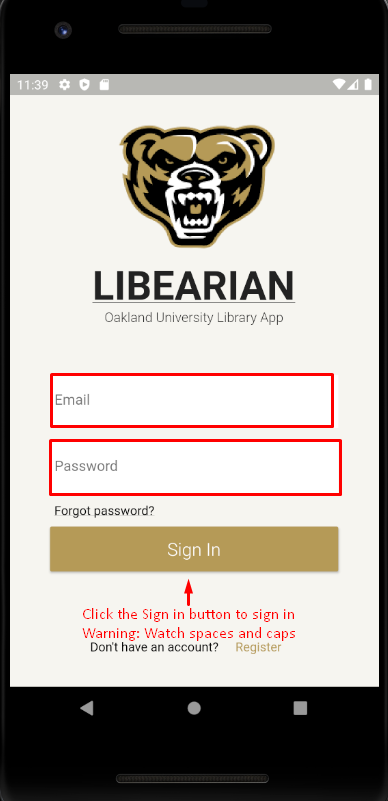 11:39
LIBEARIAN
Oakland University Library App
Email
Password
Forgot password?
Sign In
Click the Sign in button to sign in
Warning: Watch spaces and caps
Don't have an account? Register